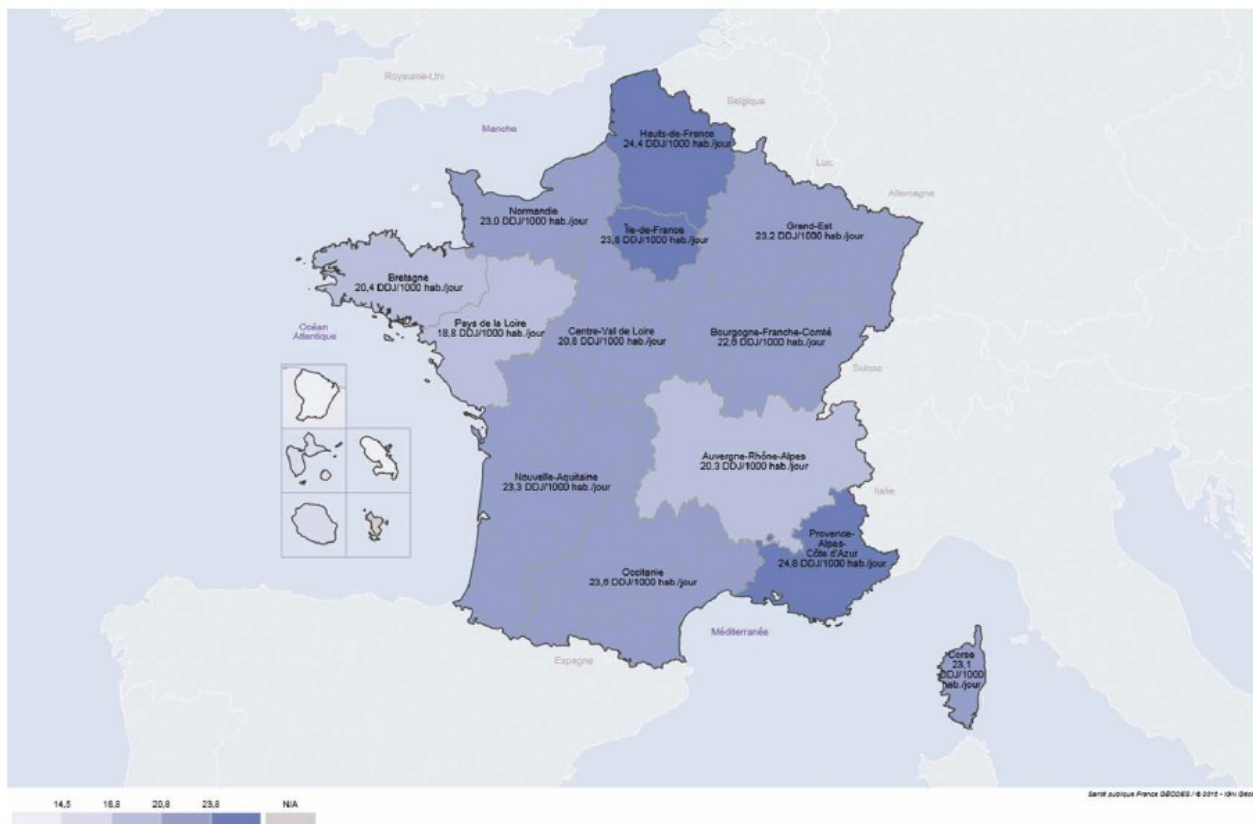 Royaume-Uni
Belgique
Manche
Hauts-de-France
24,4 DDJ/1000 hab./jour
Lux.
Allemagne
Normandie
23,0 DDJ/1000 hab./jour
Île-de-France
23,8 DDJ/1000 hab./jour
Grand-Est
23,2 DDJ/1000 hab./jour
Bretagne
20,4 DDJ/1000 hab./jour
Océan
Atlantique
Pays de la Loire
18,8 DDJ/1000 hab./jour
Centre-Val de Loire
20,8 DDJ/1000 hab./jour
Bourgogne-Franche-Comté
22,6 DDJ/1000 hab./jour
Suisse
Auvergne-Rhône-Alpes
20,3 DDJ/1000 hab./jour
Nouvelle-Aquitaine
23,3 DDJ/1000 hab./jour
Italie
Provence-
Alpes-
Côte d'Azur
24,8 DDJ/1000 hab./jour
Occitanie
23,6 DDJ/1000 hab./jour
Méditerranée
Espagne
Corse
23,1
DDJ/1000
hab./jour
Santé publique France GÉODES / © 2015 - IGN Géo
14,5 18,8 20,8 23,8 N/A